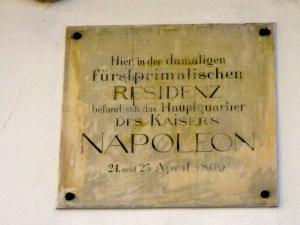 Hier, in der damaligen
fürstprimatischen
RESIDENZ
befand sich das Hauptquartier
DES KAISERS
NAPOLEON
24. und 25. April 1809.